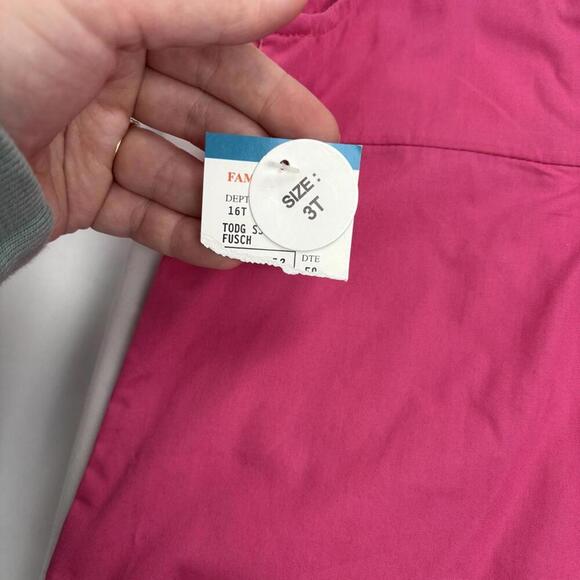 FAM
DEPT
16T
TODG
FUSCH
DTE
SIZE:
3T